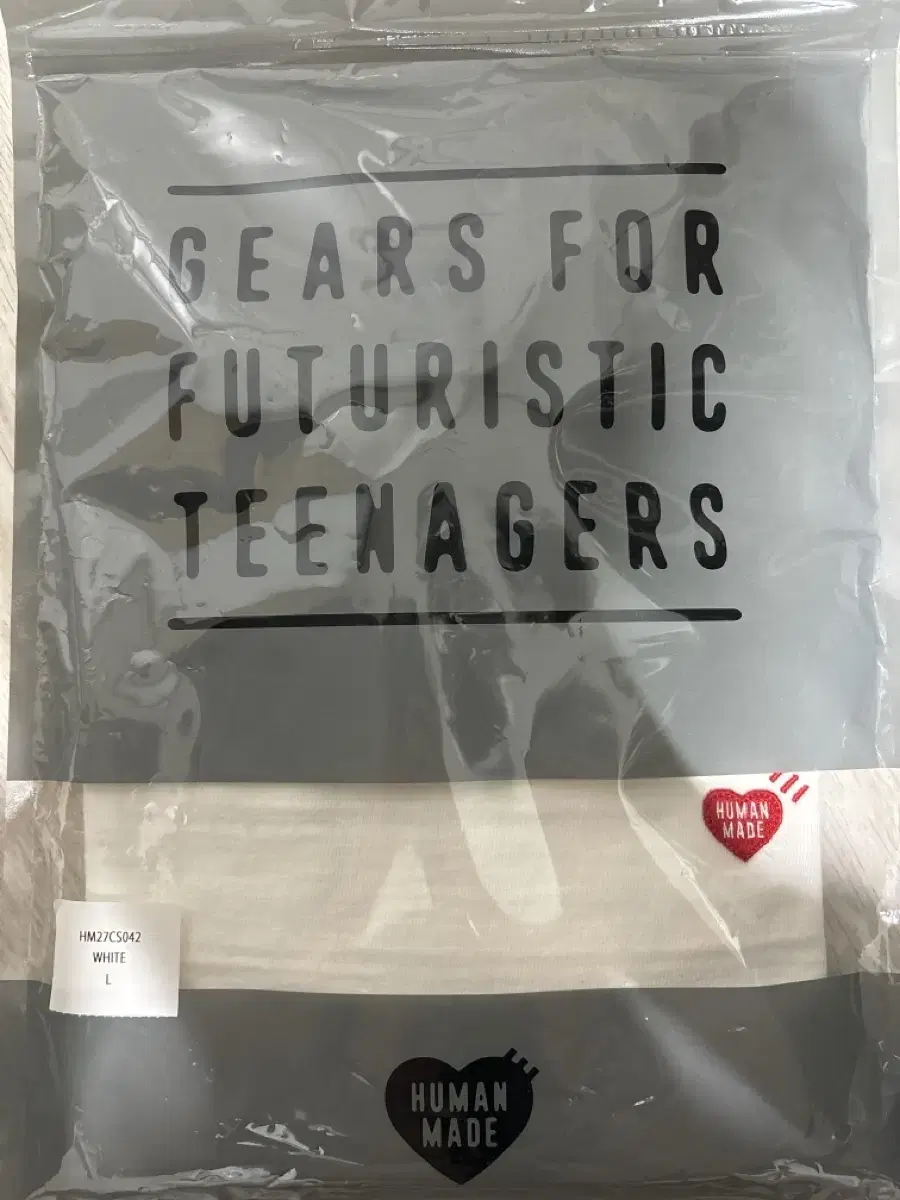 GEARS FOR
FUTURISTIC
TEENAGERS
HUMAN
MADE
HM27CS042
WHITE
L
HUMAN
MADE